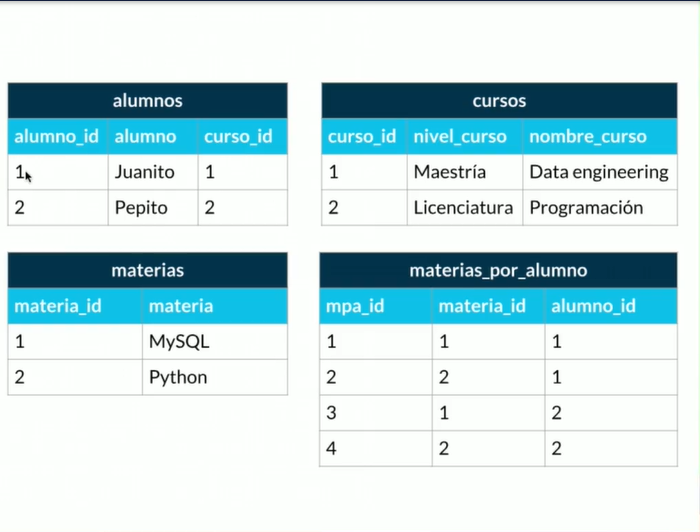 alumnos
alumno_id alumno curso_id
1 Juanito 1
2 Pepito 2
cursos
curso_id nivel_curso nombre_curso
1 Maestría Data engineering
2 Licenciatura Programación
materias
materia_id materia
1 MySQL
2 Python
materias_por_alumno
mpa_id materia_id alumno_id
1 1 1
2 2 1
3 1 2
4 2 2